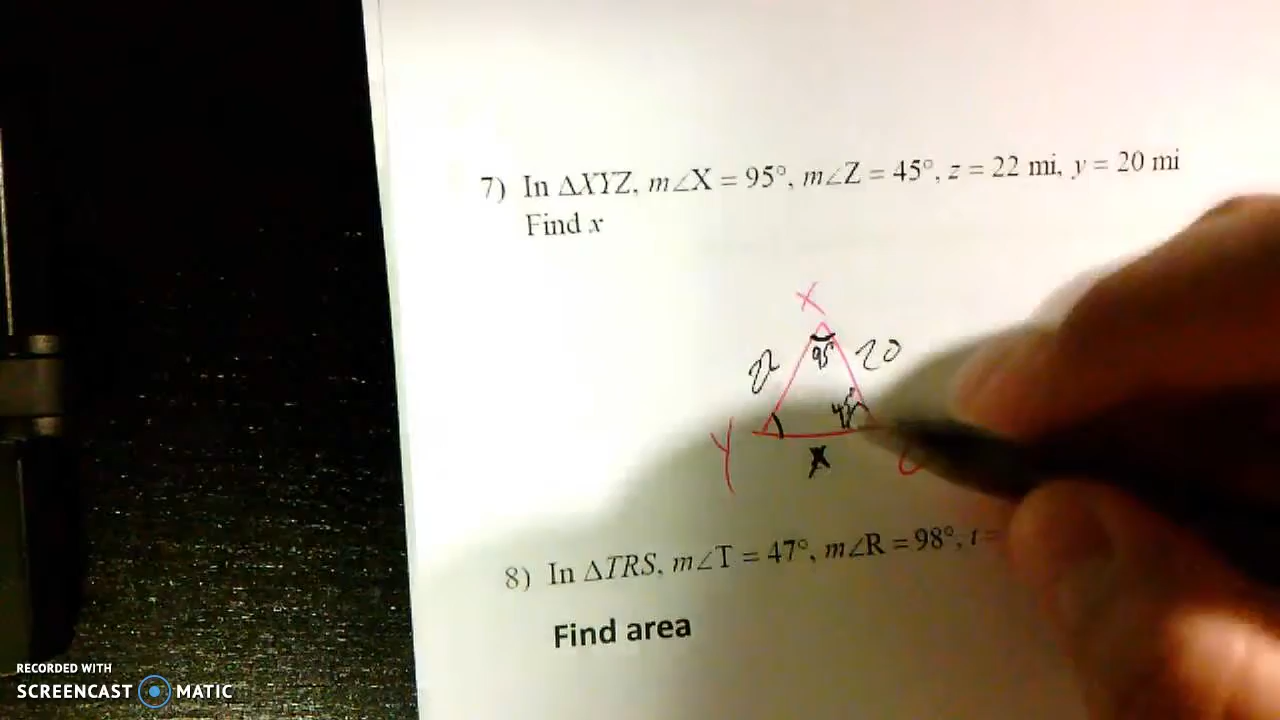 7) In ΔXYZ, m∠X = 95°, m∠Z = 45°, z = 22 mi, y = 20 mi
Find x
X
95
20
45
Y
x
8) In ΔTRS, m∠T = 47°, m∠R = 98°, t =
Find area
RECORDED WITH
SCREENCAST MATIC